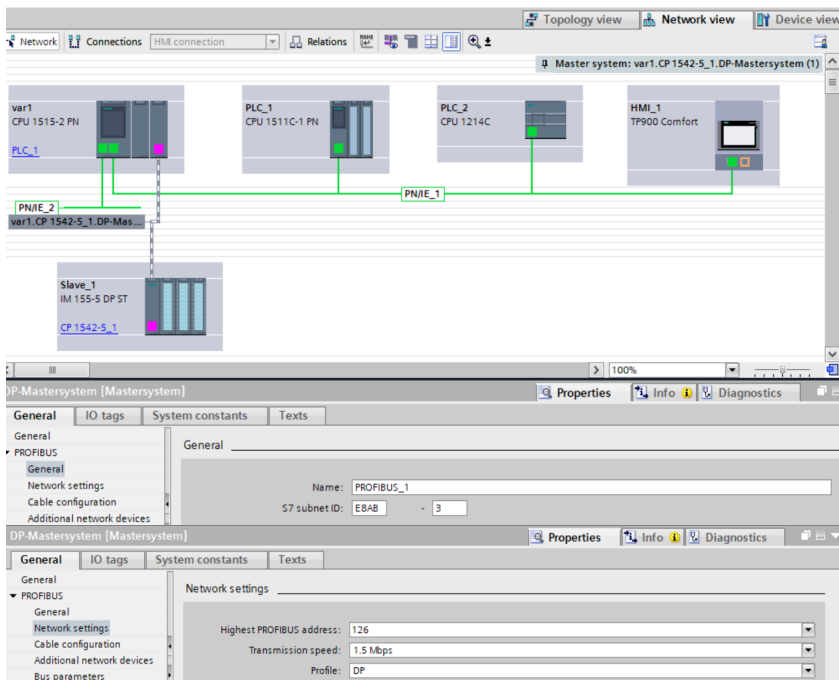 Topology view Network view Device view
Network Connections HMI connection Relations
Master system: var1.CP 1542-5_1.DP-Mastersystem (1)
var1 PLC_1 PLC_2 HMI_1
CPU 1515-2 PN CPU 1511C-1 PN CPU 1214C TP900 Comfort
PLC_1
PN/IE_1
PN/IE_2
var1.CP 1542-5_1.DP-Mas...
Slave_1
IM 155-5 DP ST
CP 1542-5_1
100%
DP-Mastersystem [Mastersystem] Properties Info Diagnostics
General IO tags System constants Texts
General
PROFIBUS
General
General
Network settings
Name: PROFIBUS_1
Cable configuration
S7 subnet ID: E8AB - 3
Additional network devices
DP-Mastersystem [Mastersystem] Properties Info Diagnostics
General IO tags System constants Texts
General
Network settings
PROFIBUS
General
Network settings
Highest PROFIBUS address: 126
Cable configuration
Transmission speed: 1.5 Mbps
Additional network devices
Profile: DP
Bus parameters